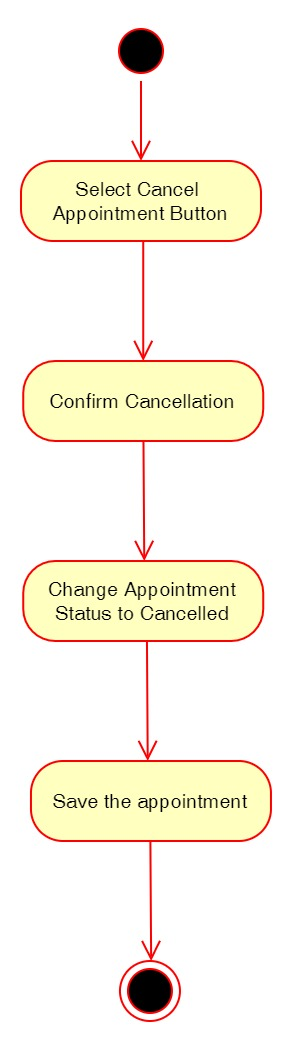 Select Cancel
Appointment Button
Confirm Cancellation
Change Appointment
Status to Cancelled
Save the appointment